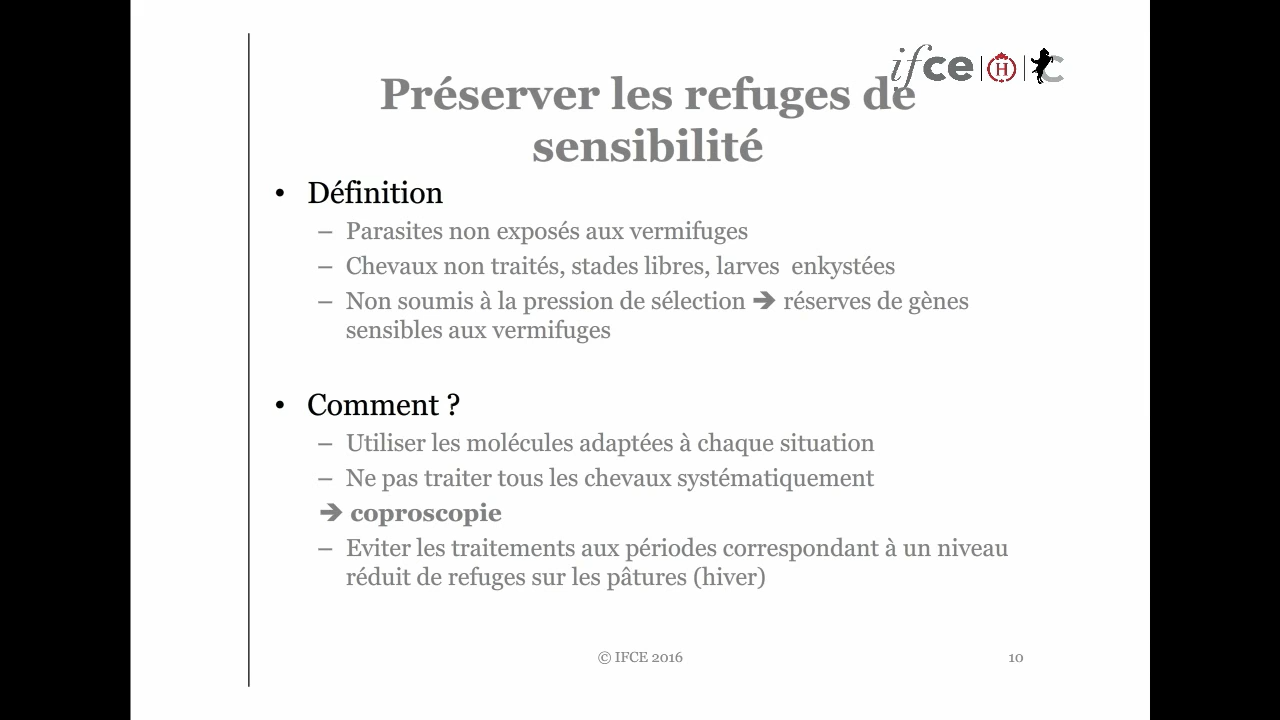 ifce | H | C
Préserver les refuges de
sensibilité
• Définition
– Parasites non exposés aux vermifuges
– Chevaux non traités, stades libres, larves enkystées
– Non soumis à la pression de sélection ➔ réserves de gènes
sensibles aux vermifuges
• Comment ?
– Utiliser les molécules adaptées à chaque situation
– Ne pas traiter tous les chevaux systématiquement
➔ coproscopie
– Eviter les traitements aux périodes correspondant à un niveau
réduit de refuges sur les pâtures (hiver)
© IFCE 2016
10